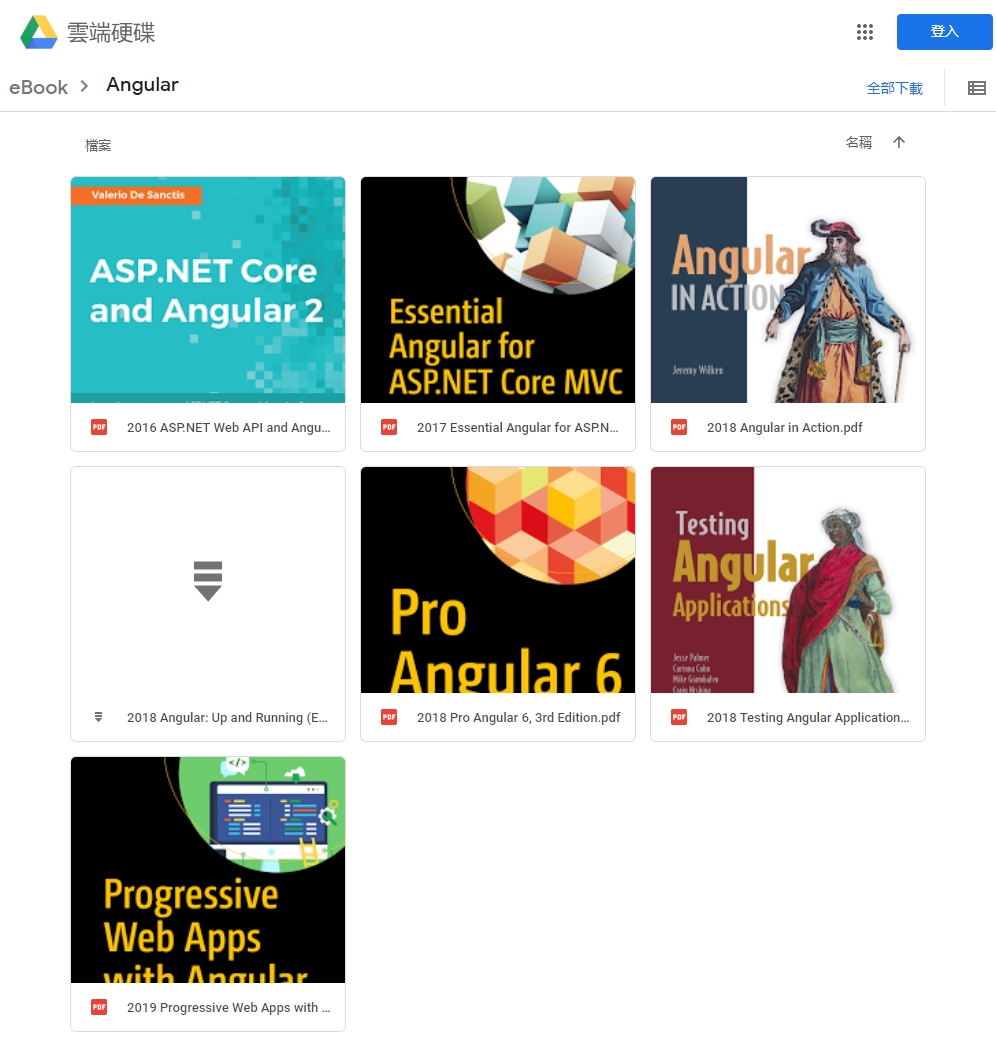 雲端硬碟
登入
eBook
Angular
全部下載
檔案
名稱
Valerio De Sanctis
ASP.NET Core
and Angular 2
PDF
2016 ASP.NET Web API and Angu...
Essential
Angular for
ASP.NET Core MVC
PDF
2017 Essential Angular for ASP.N...
Angular
IN ACTION
Jeremy Wilken
PDF
2018 Angular in Action.pdf
2018 Angular: Up and Running (E...
Pro
Angular 6
PDF
2018 Pro Angular 6, 3rd Edition.pdf
Testing
Angular
Applications
Jesse Palmer
Corinna Cohn
Mike Giambalvo
Craig Nishina
PDF
2018 Testing Angular Application...
</>
Progressive
Web Apps
with Angular
PDF
2019 Progressive Web Apps with ...